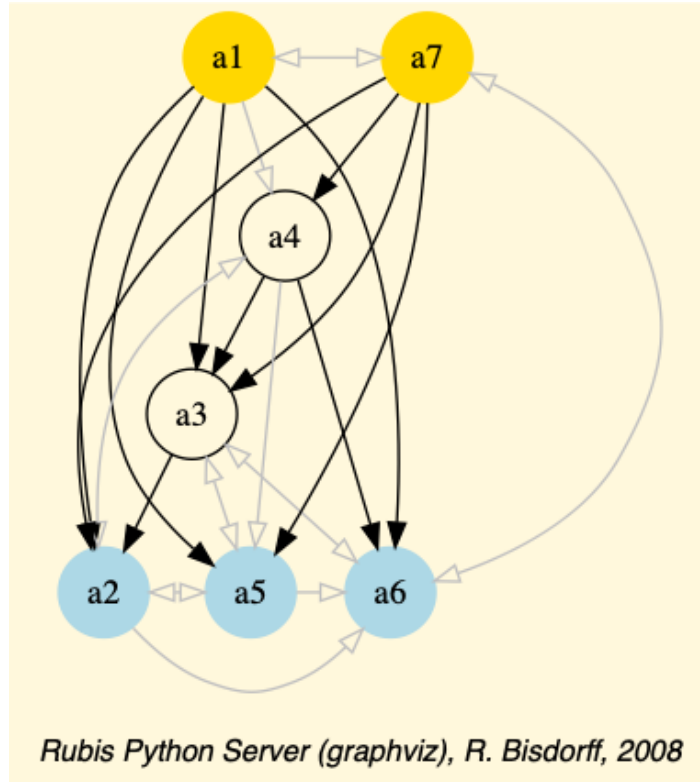 a1 a7
a4
a3
a2 a5 a6
Rubis Python Server (graphviz), R. Bisdorff, 2008